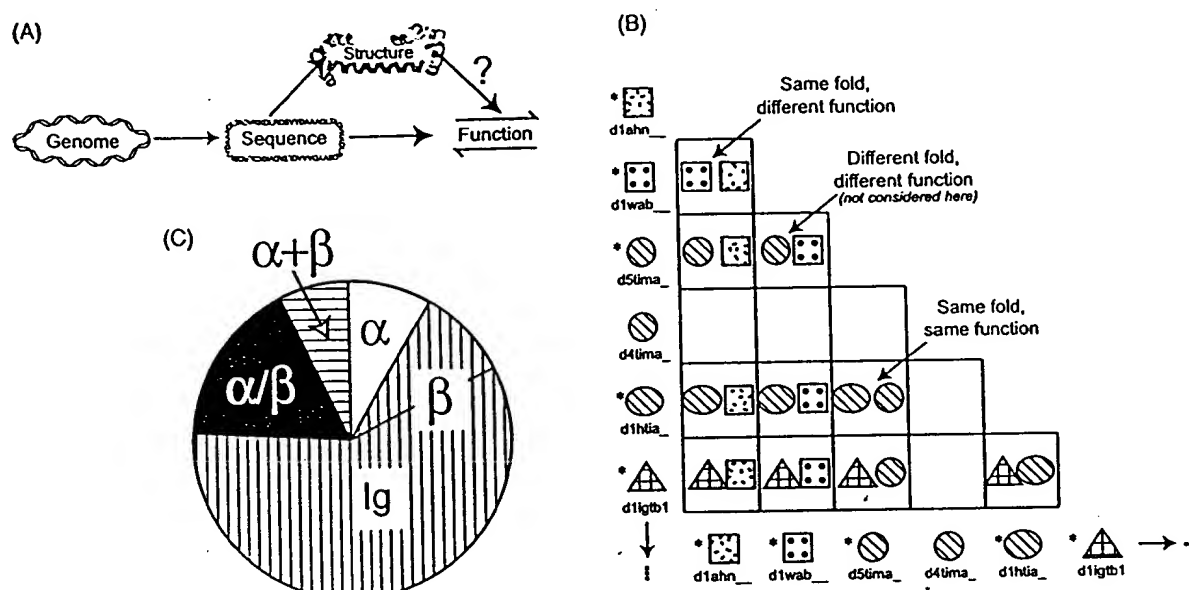 (A)
Structure
?
Genome
Sequence
Function
(B)
Same fold,
different function
* d1ahn__
Different fold,
different function
(not considered here)
* d1wab__
* d5tima_
d4tima_
Same fold,
same function
* d1htia_
* d1igtb1
* d1ahn__
* d1wab__
* d5tima_
d4tima_
* d1htia_
* d1igtb1
(C)
α+β
α
α/β
β
Ig